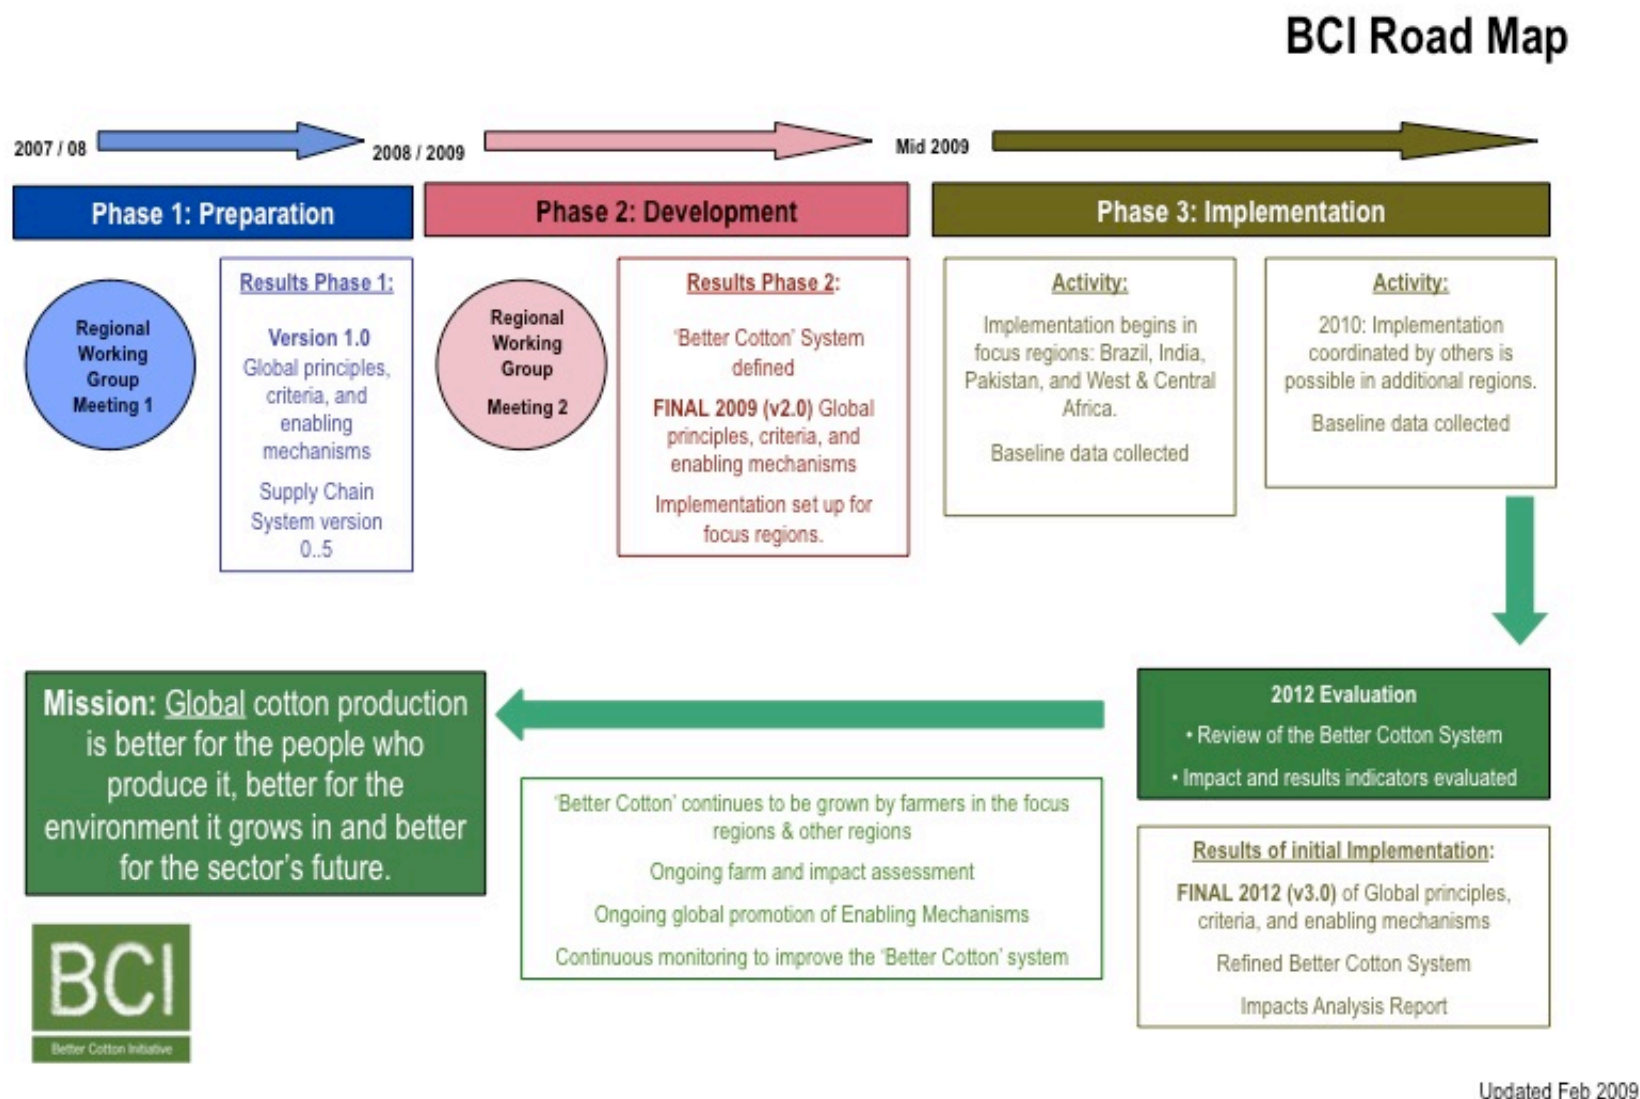 BCI Road Map
2007 / 08
2008 / 2009
Mid 2009
Phase 1: Preparation
Phase 2: Development
Phase 3: Implementation
Regional
Working
Group
Meeting 1
Results Phase 1:
Version 1.0
Global principles,
criteria, and
enabling
mechanisms
Supply Chain
System version
0..5
Regional
Working
Group
Meeting 2
Results Phase 2:
'Better Cotton' System
defined
FINAL 2009 (v2.0) Global
principles, criteria, and
enabling mechanisms
Implementation set up for
focus regions.
Activity:
Implementation begins in
focus regions: Brazil, India,
Pakistan, and West & Central
Africa.
Baseline data collected
Activity:
2010: Implementation
coordinated by others is
possible in additional regions.
Baseline data collected
2012 Evaluation
• Review of the Better Cotton System
• Impact and results indicators evaluated
Results of initial Implementation:
FINAL 2012 (v3.0) of Global principles,
criteria, and enabling mechanisms
Refined Better Cotton System
Impacts Analysis Report
'Better Cotton' continues to be grown by farmers in the focus
regions & other regions
Ongoing farm and impact assessment
Ongoing global promotion of Enabling Mechanisms
Continuous monitoring to improve the 'Better Cotton' system
Mission: Global cotton production
is better for the people who
produce it, better for the
environment it grows in and better
for the sector's future.
BCI
Better Cotton Initiative
Updated Feb 2009